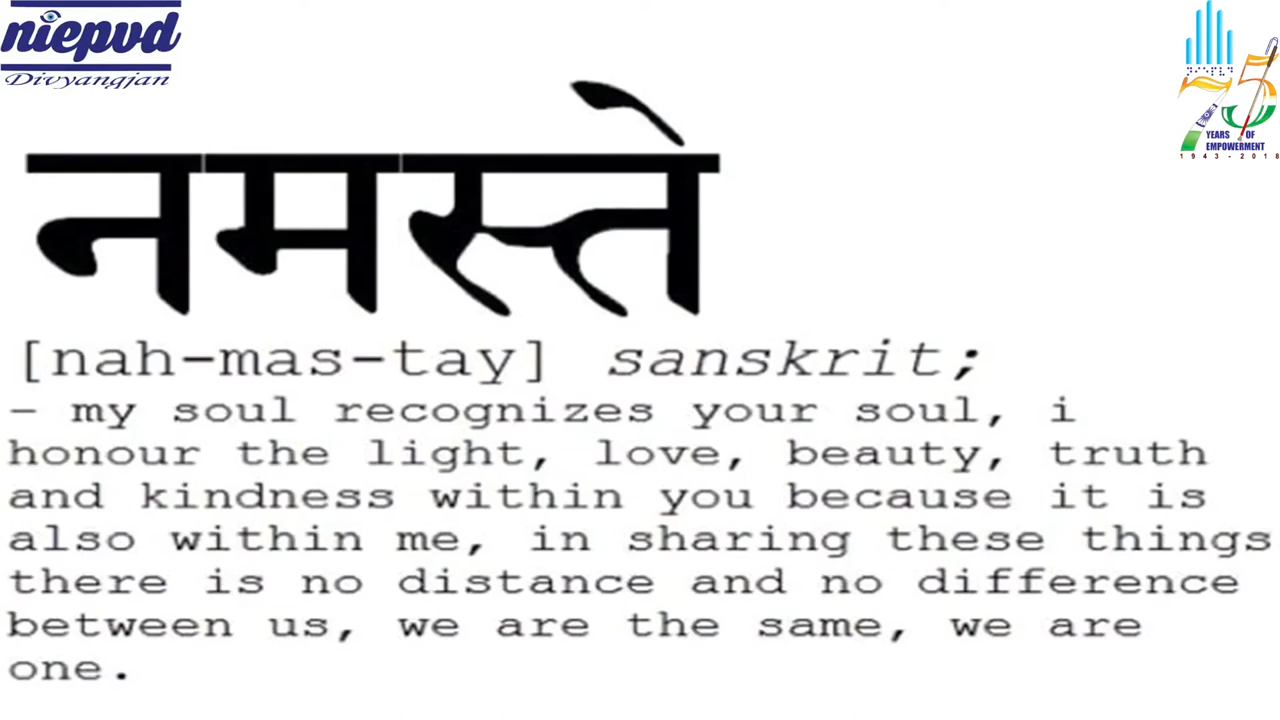 niepvd
Divyangjan
75
YEARS OF
EMPOWERMENT
1943-2018
नमस्ते
[nah-mas-tay] sanskrit;
– my soul recognizes your soul, i
honour the light, love, beauty, truth
and kindness within you because it is
also within me, in sharing these things
there is no distance and no difference
between us, we are the same, we are
one.